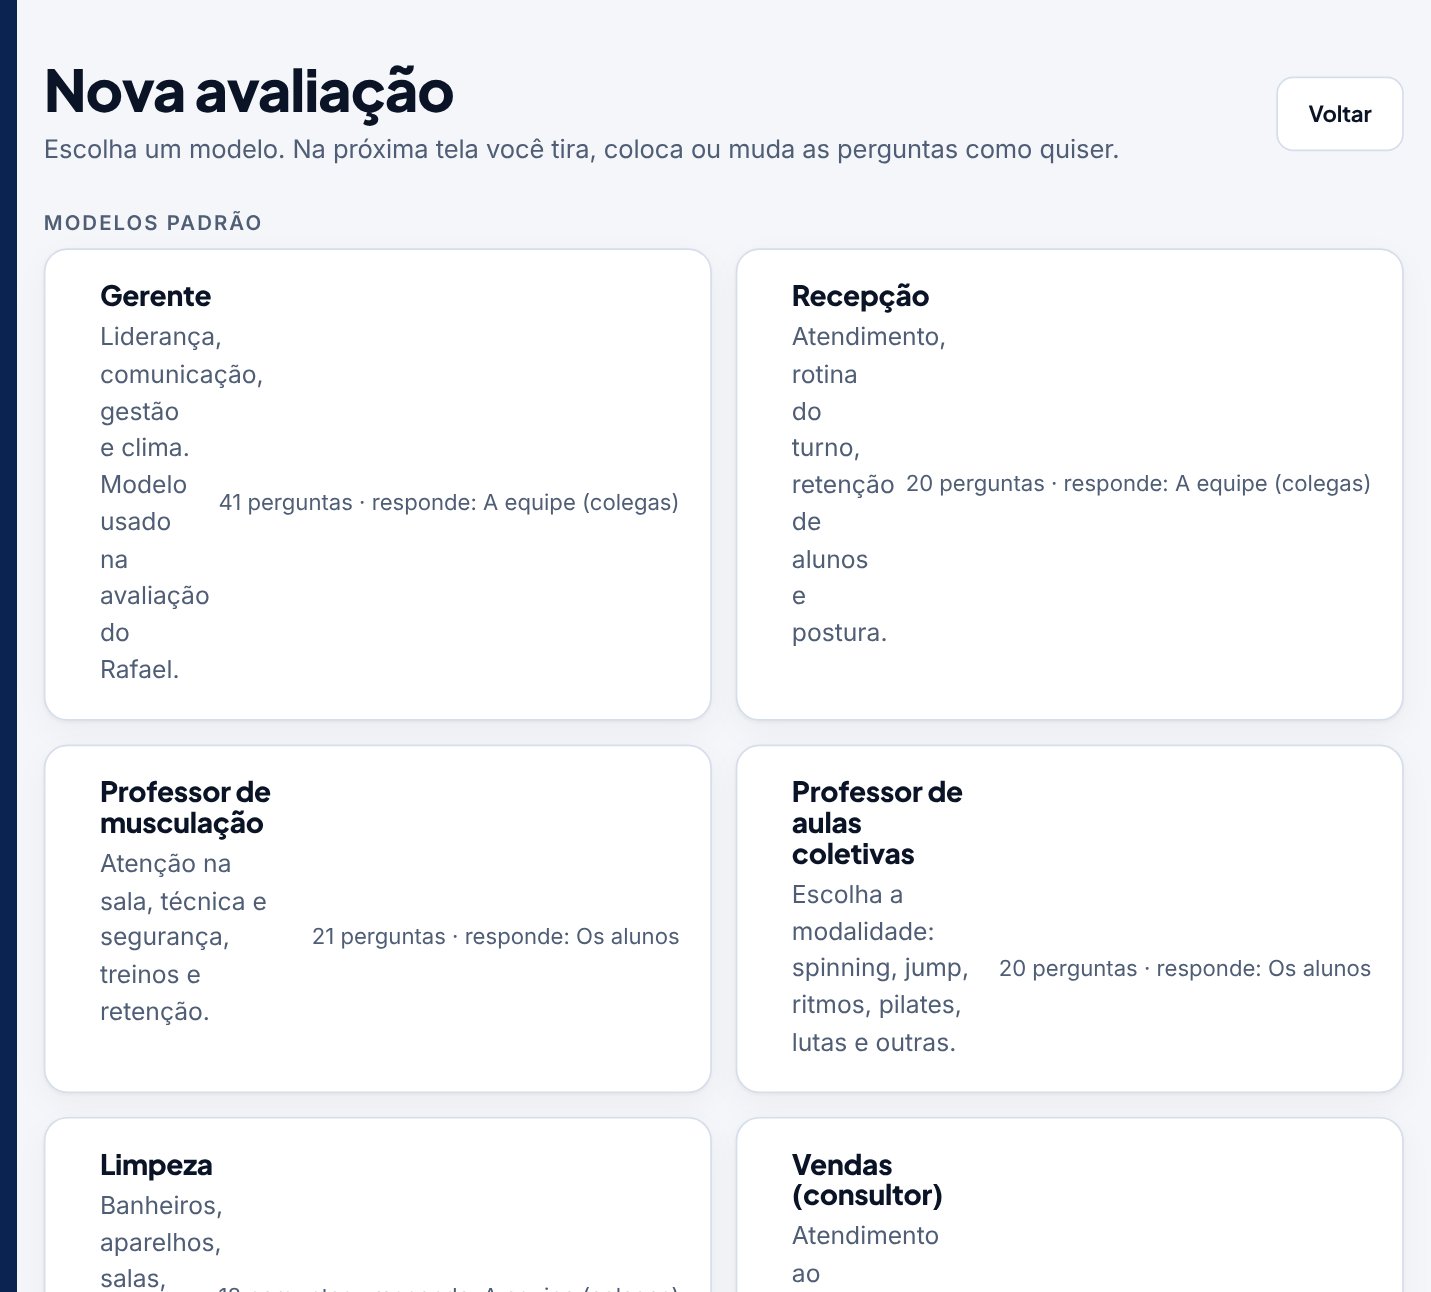 Nova avaliação
Escolha um modelo. Na próxima tela você tira, coloca ou muda as perguntas como quiser.
Voltar
MODELOS PADRÃO
Gerente
Liderança,
comunicação,
gestão
e clima.
Modelo
usado
na
avaliação
do
Rafael.
41 perguntas · responde: A equipe (colegas)
Recepção
Atendimento,
rotina
do
turno,
retenção
de
alunos
e
postura.
20 perguntas · responde: A equipe (colegas)
Professor de
musculação
Atenção na
sala, técnica e
segurança,
treinos e
retenção.
21 perguntas · responde: Os alunos
Professor de
aulas
coletivas
Escolha a
modalidade:
spinning, jump,
ritmos, pilates,
lutas e outras.
20 perguntas · responde: Os alunos
Limpeza
Banheiros,
aparelhos,
salas,
Vendas
(consultor)
Atendimento
ao